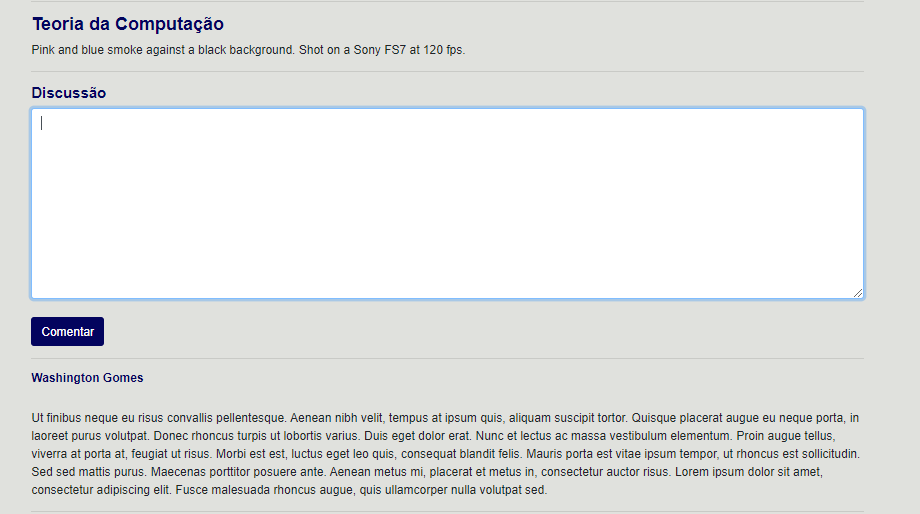 Teoria da Computação
Pink and blue smoke against a black background. Shot on a Sony FS7 at 120 fps.
Discussão
Comentar
Washington Gomes
Ut finibus neque eu risus convallis pellentesque. Aenean nibh velit, tempus at ipsum quis, aliquam suscipit tortor. Quisque placerat augue eu neque porta, in
laoreet purus volutpat. Donec rhoncus turpis ut lobortis varius. Duis eget dolor erat. Nunc et lectus ac massa vestibulum elementum. Proin augue tellus,
viverra at porta at, feugiat ut risus. Morbi est est, luctus eget leo quis, consequat blandit felis. Mauris porta est vitae ipsum tempor, ut rhoncus est sollicitudin.
Sed sed mattis purus. Maecenas porttitor posuere ante. Aenean metus mi, placerat et metus in, consectetur auctor risus. Lorem ipsum dolor sit amet,
consectetur adipiscing elit. Fusce malesuada rhoncus augue, quis ullamcorper nulla volutpat sed.